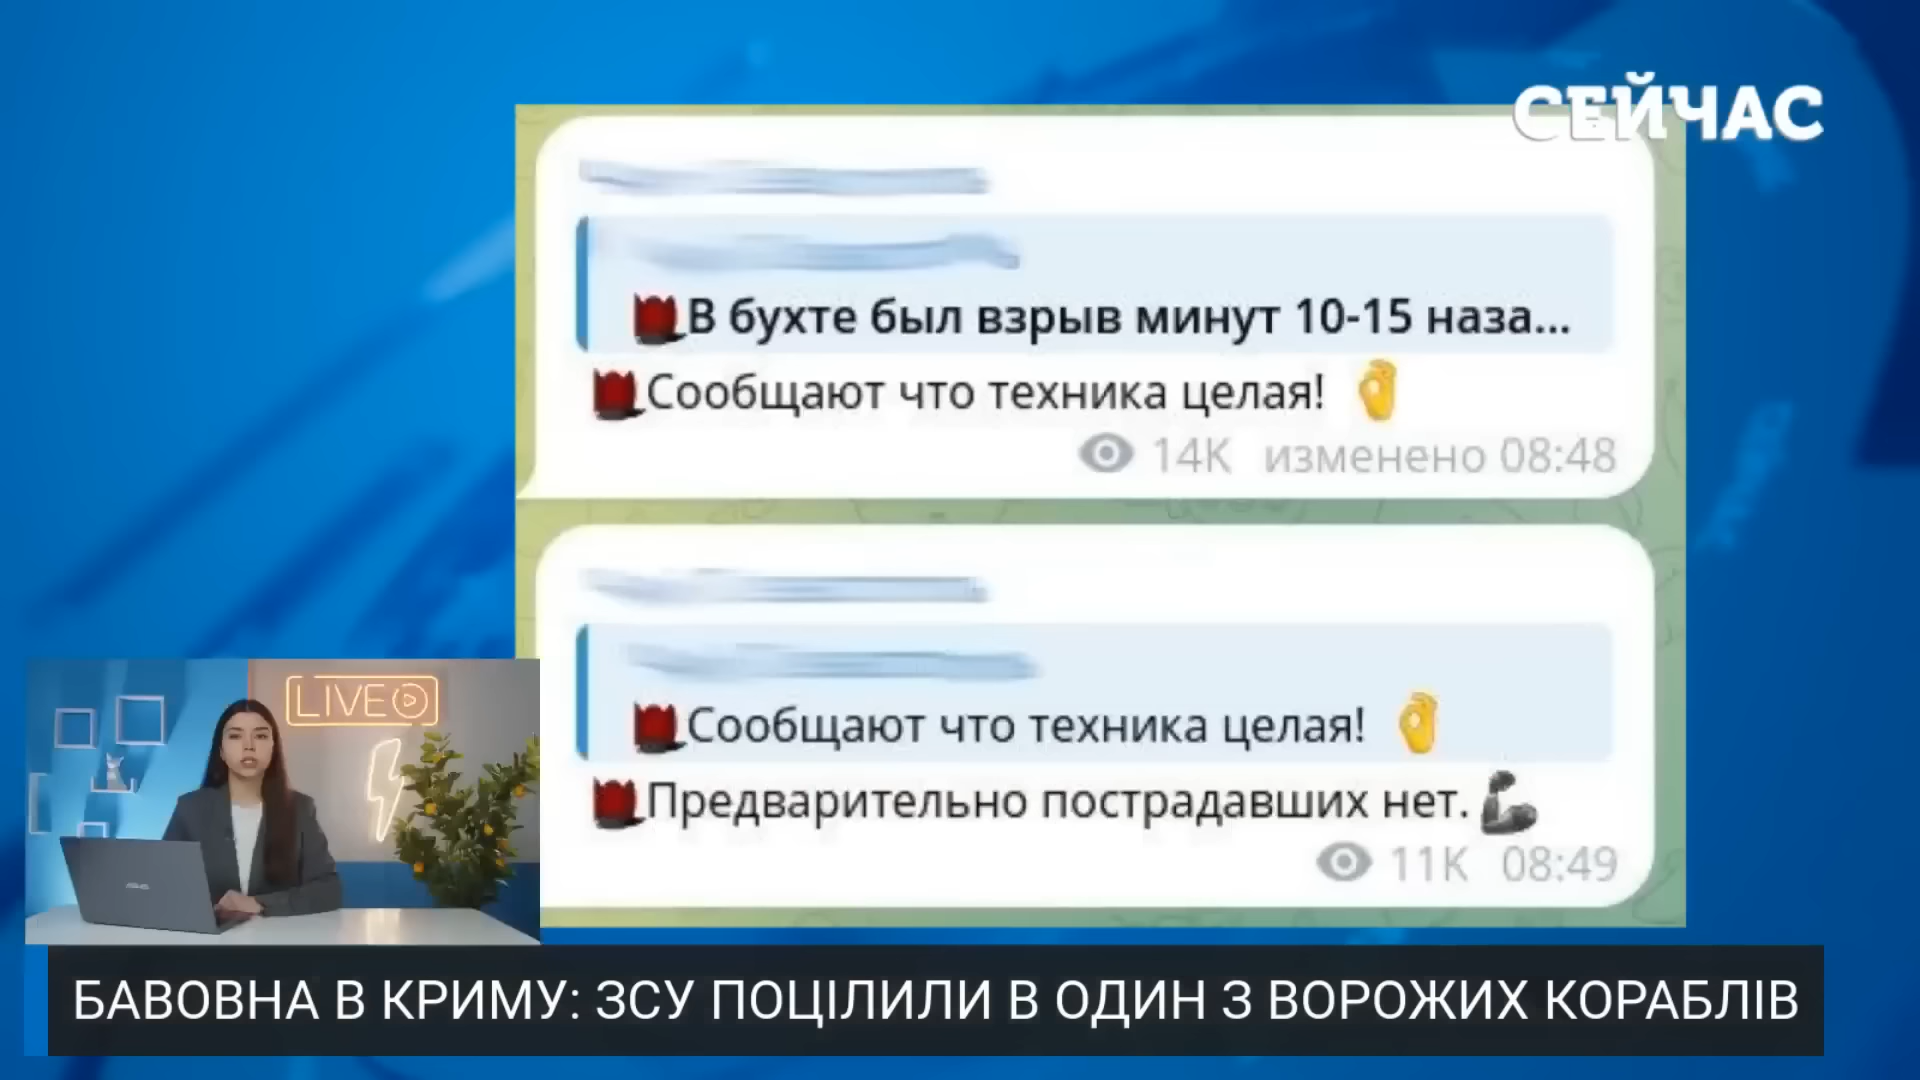 СЕЙЧАС
В бухте был взрыв минут 10-15 наза...
Сообщают что техника целая! 👌
14K изменено 08:48
Сообщают что техника целая! 👌
Предварительно пострадавших нет. 💪
11K 08:49
LIVE
ASUS
БАВОВНА В КРИМУ: ЗСУ ПОЦІЛИЛИ В ОДИН З ВОРОЖИХ КОРАБЛІВ